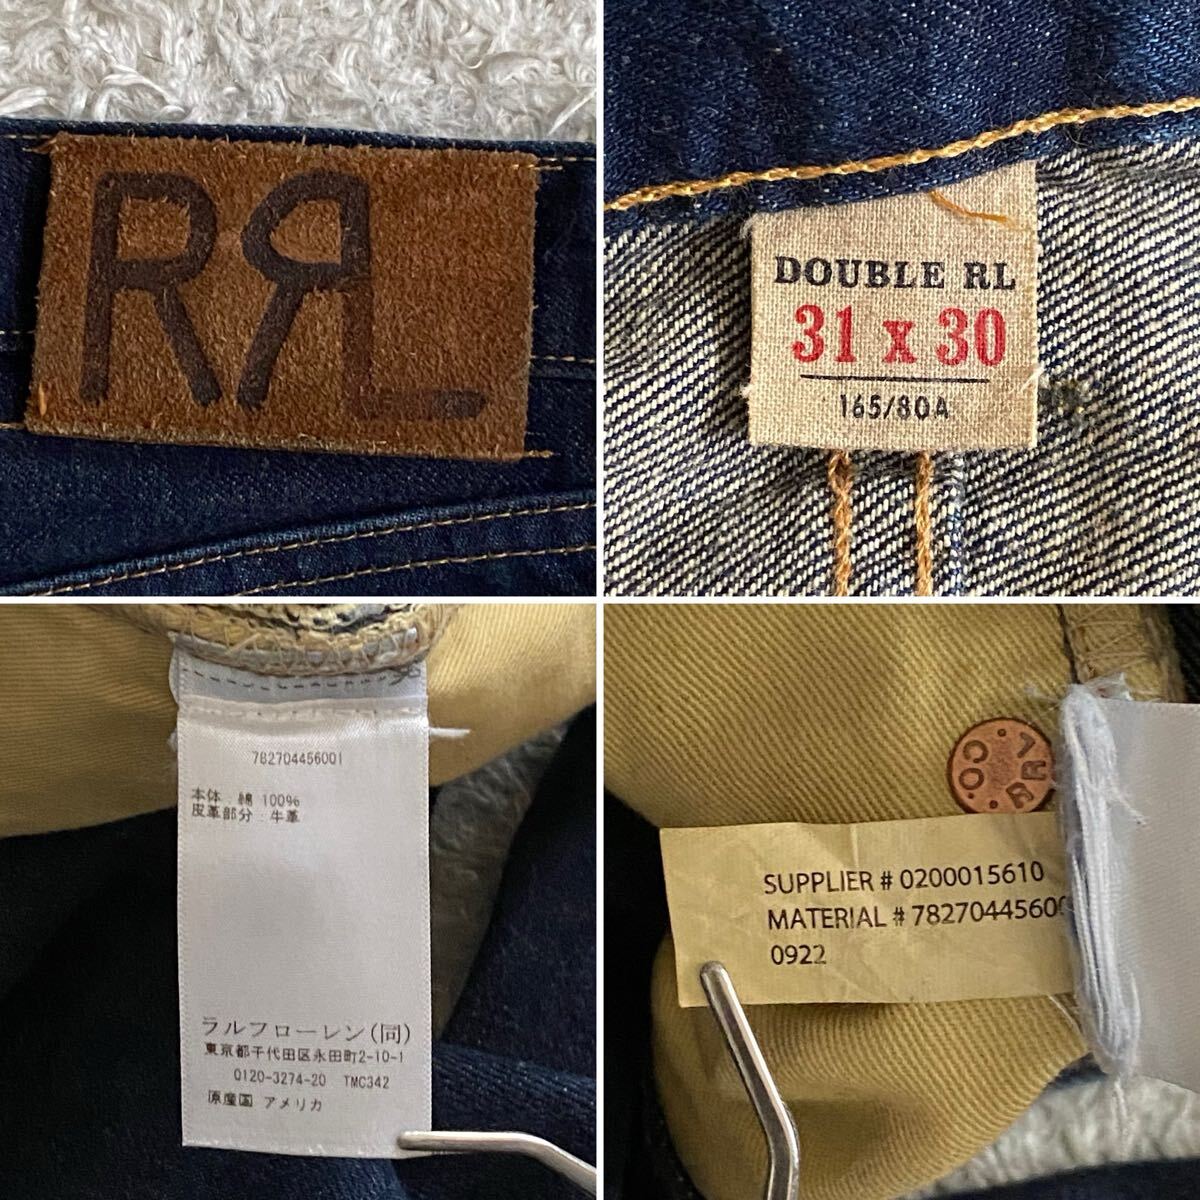 RRL
DOUBLE RL
31 x 30
165/80A
782704456001
本体 : 綿 100%
皮革部分 : 牛革
ラルフローレン(同)
東京都千代田区永田町2-10-1
0120-3274-20 TMC342
原産国 アメリカ
RRL
CO.
SUPPLIER # 0200015610
MATERIAL # 78270445600
0922